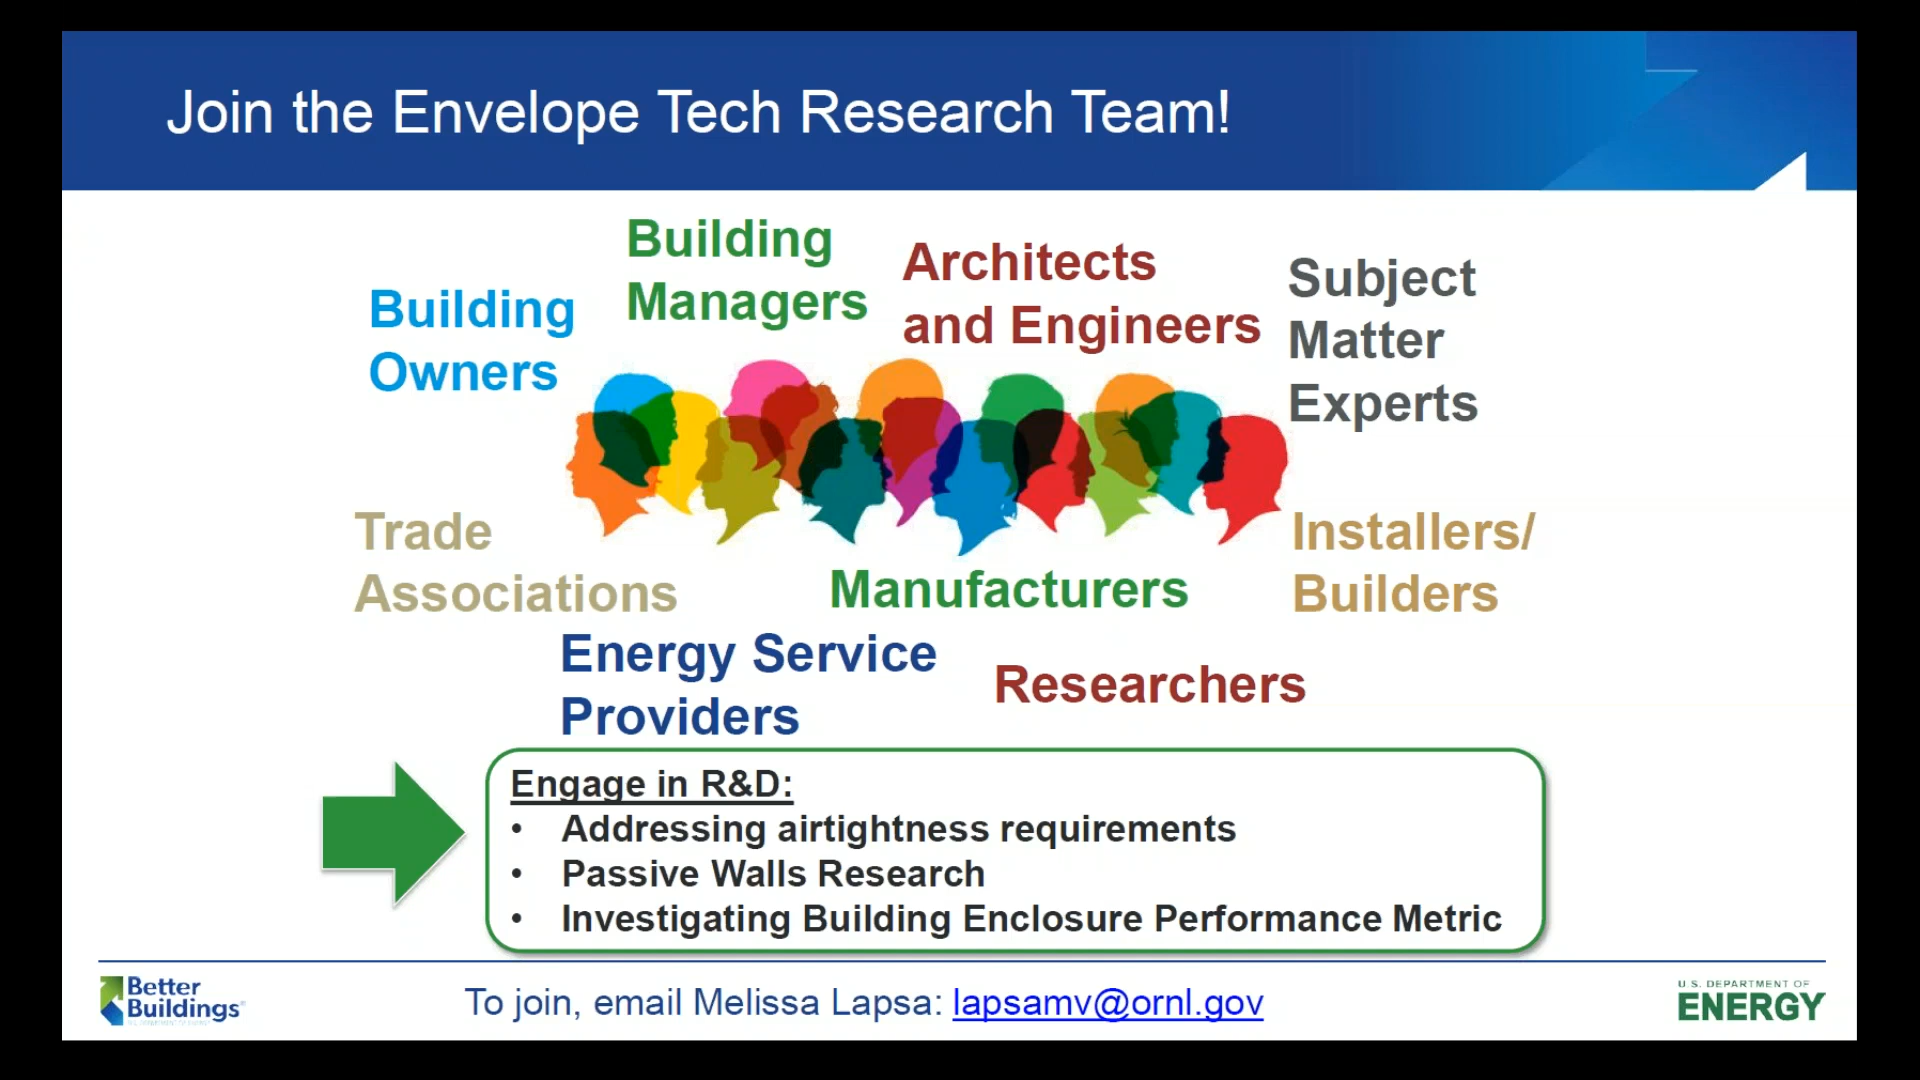 Join the Envelope Tech Research Team!
Building
Managers
Architects
and Engineers
Subject
Matter
Experts
Building
Owners
Trade
Associations
Manufacturers
Installers/
Builders
Energy Service
Providers
Researchers
Engage in R&D:
• Addressing airtightness requirements
• Passive Walls Research
• Investigating Building Enclosure Performance Metric
Better
Buildings
To join, email Melissa Lapsa: lapsamv@ornl.gov
U.S. DEPARTMENT OF
ENERGY